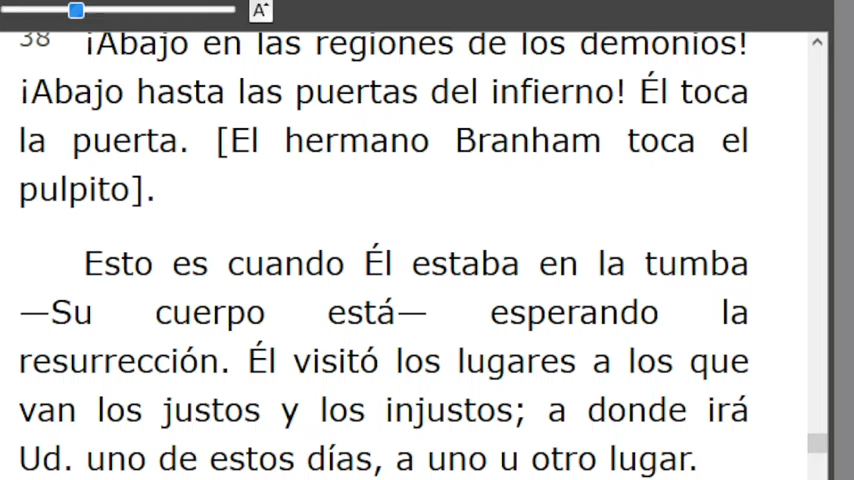 A
38 ¡Abajo en las regiones de los demonios!
¡Abajo hasta las puertas del infierno! Él toca
la puerta. [El hermano Branham toca el
pulpito].
Esto es cuando Él estaba en la tumba
—Su cuerpo está— esperando la
resurrección. Él visitó los lugares a los que
van los justos y los injustos; a donde irá
Ud. uno de estos días, a uno u otro lugar.